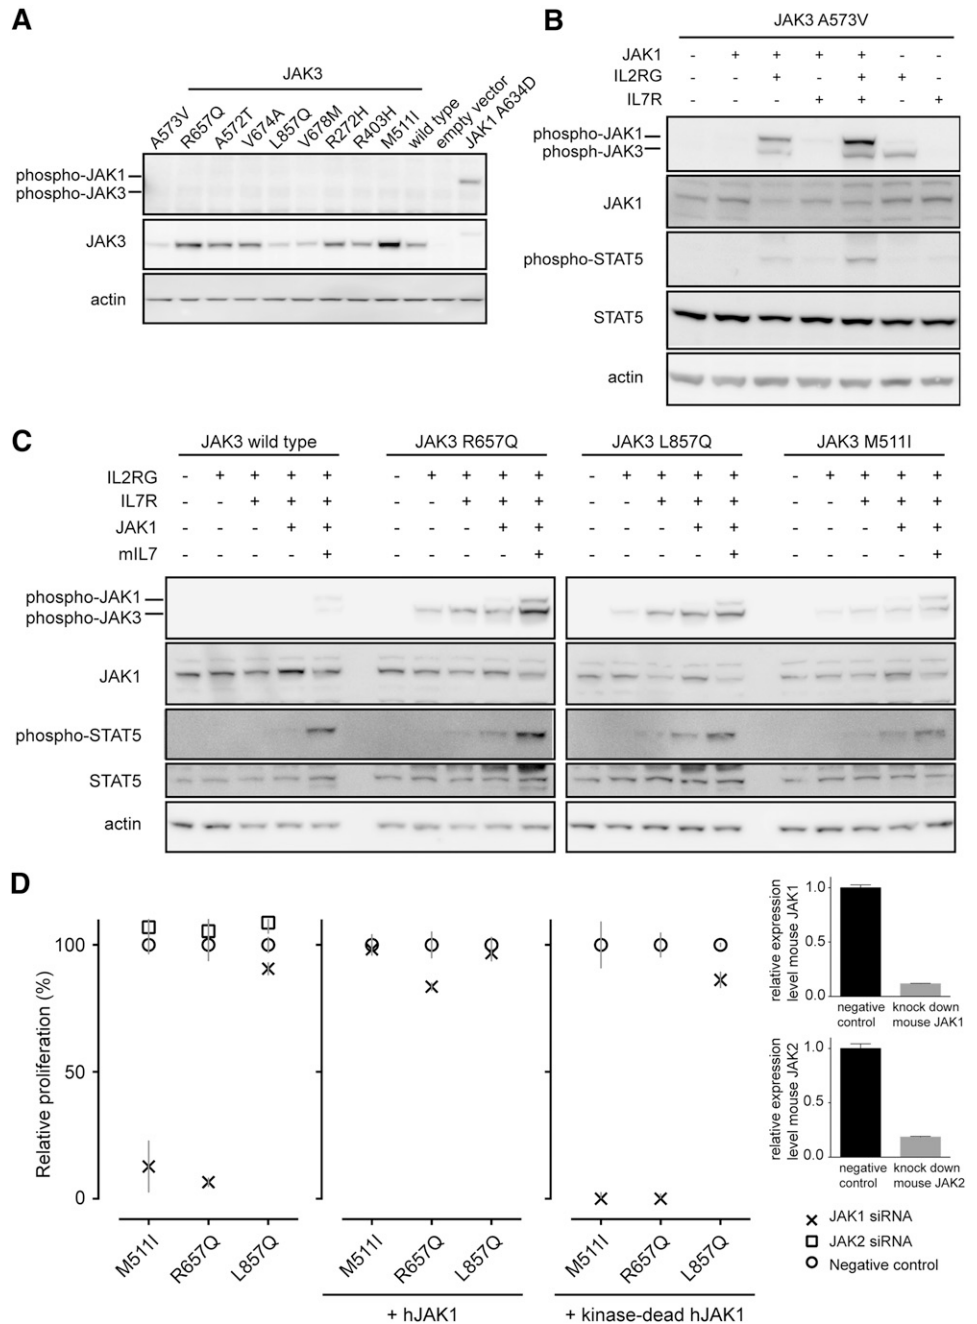 A
JAK3
A573V R657Q A572T V674A L857Q V678M R272H R403H M511I wild type empty vector JAK1 A634D
phospho-JAK1
phospho-JAK3
JAK3
actin
B
JAK3 A573V
JAK1 - + + + + - -
IL2RG - - + - + + -
IL7R - - - + + - +
phospho-JAK1
phosph-JAK3
JAK1
phospho-STAT5
STAT5
actin
C
JAK3 wild type JAK3 R657Q JAK3 L857Q JAK3 M511I
IL2RG - + + + + - + + + + - + + + + - + + + +
IL7R - - + + + - - + + + - - + + + - - + + +
JAK1 - - - + + - - - + + - - - + + - - - + +
mIL7 - - - - + - - - - + - - - - + - - - - +
phospho-JAK1
phospho-JAK3
JAK1
phospho-STAT5
STAT5
actin
D
Relative proliferation (%)
100
50
0
M511I R657Q L857Q
M511I R657Q L857Q
+ hJAK1
M511I R657Q L857Q
+ kinase-dead hJAK1
relative expression
level mouse JAK1
1.0
0.5
0.0
negative
control
knock down
mouse JAK1
relative expression
level mouse JAK2
1.0
0.5
0.0
negative
control
knock down
mouse JAK2
JAK1 siRNA
JAK2 siRNA
Negative control